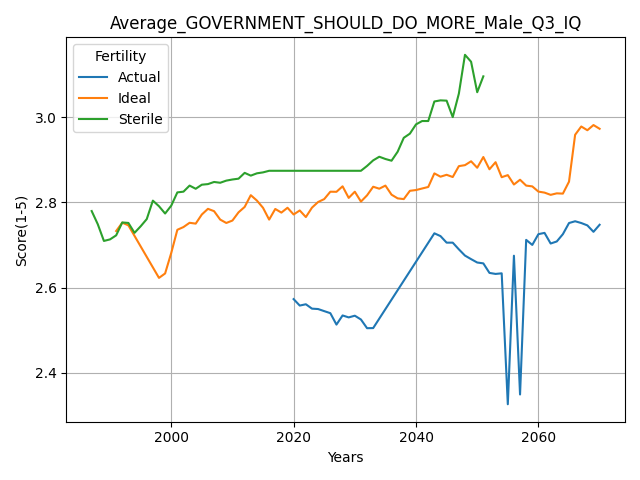 Average_GOVERNMENT_SHOULD_DO_MORE_Male_Q3_IQ
Fertility
Actual
Ideal
Sterile
Score(1-5)
3.0
2.8
2.6
2.4
2000
2020
2040
2060
Years